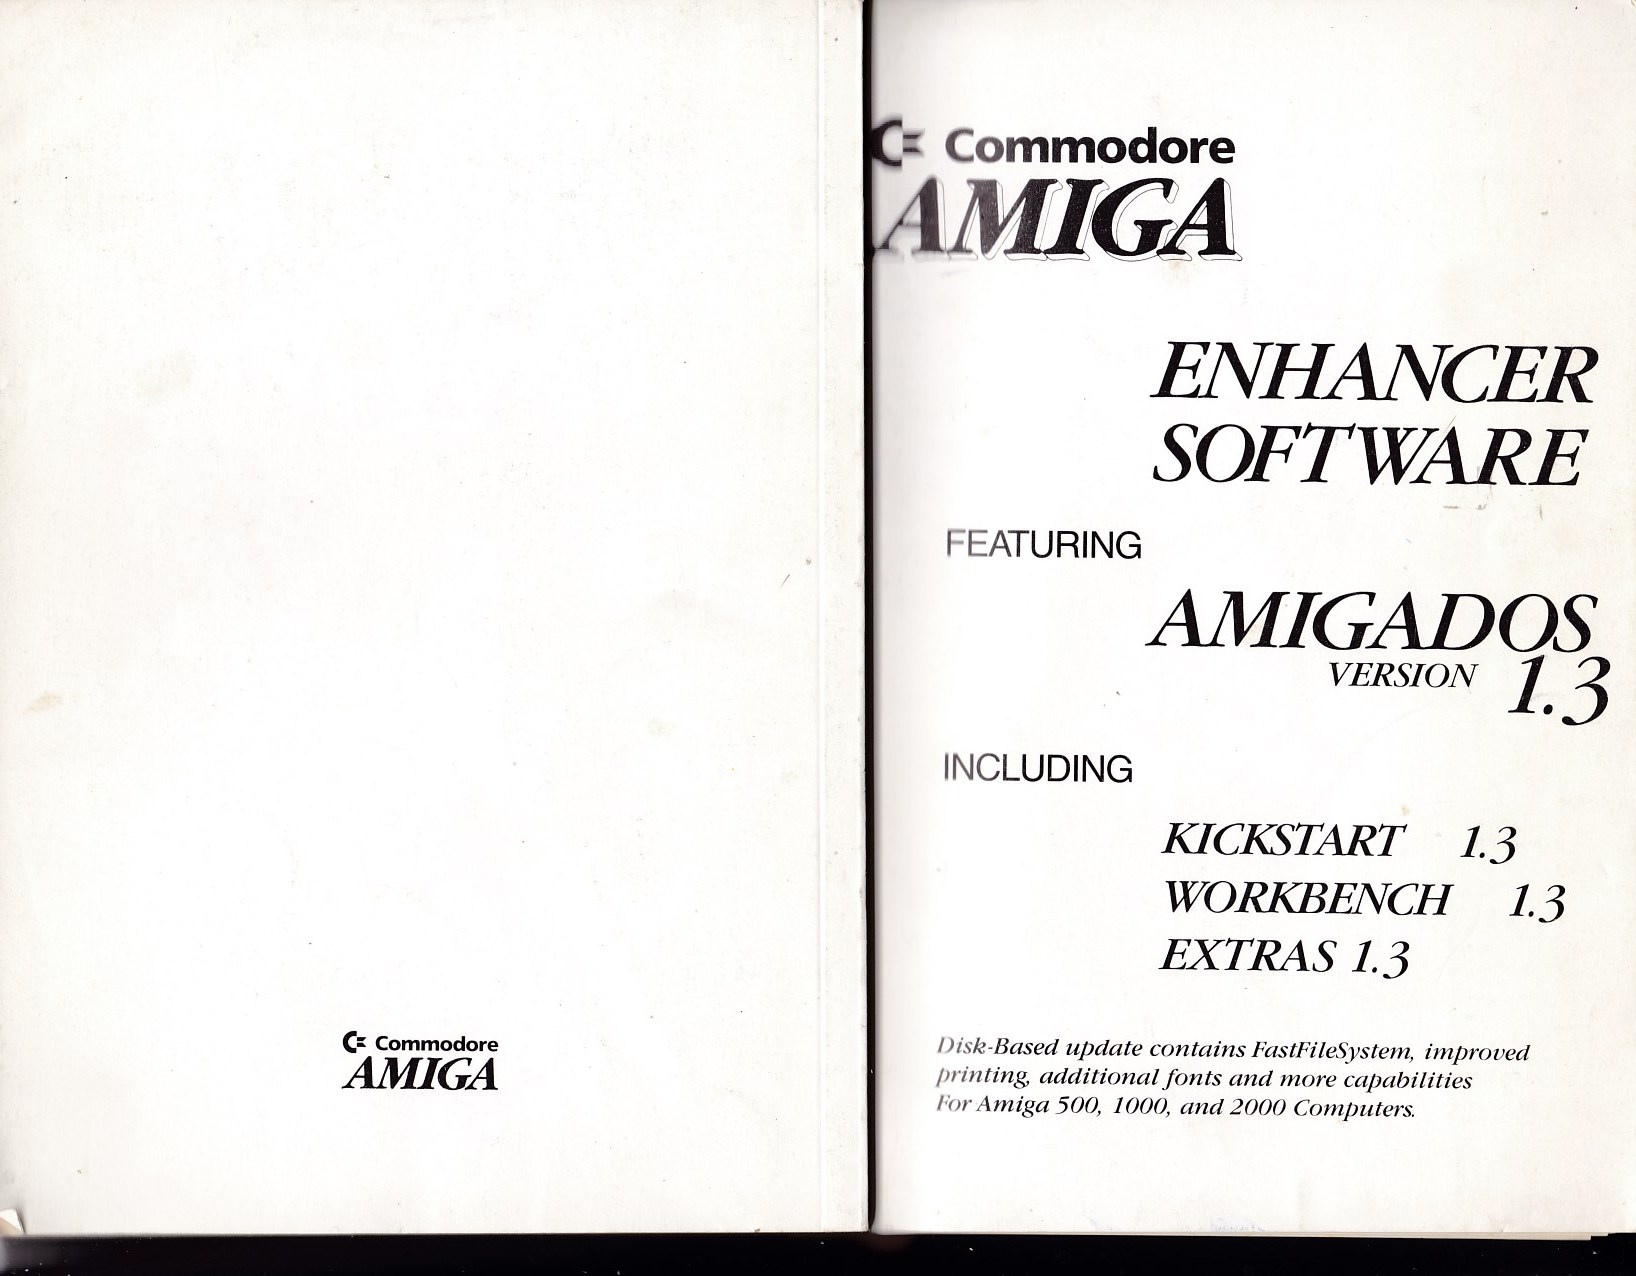 Commodore
AMIGA
Commodore
AMIGA
ENHANCER
SOFTWARE
FEATURING
AMIGADOS
VERSION 1.3
INCLUDING
KICKSTART 1.3
WORKBENCH 1.3
EXTRAS 1.3
Disk-Based update contains FastFileSystem, improved
printing, additional fonts and more capabilities
For Amiga 500, 1000, and 2000 Computers.